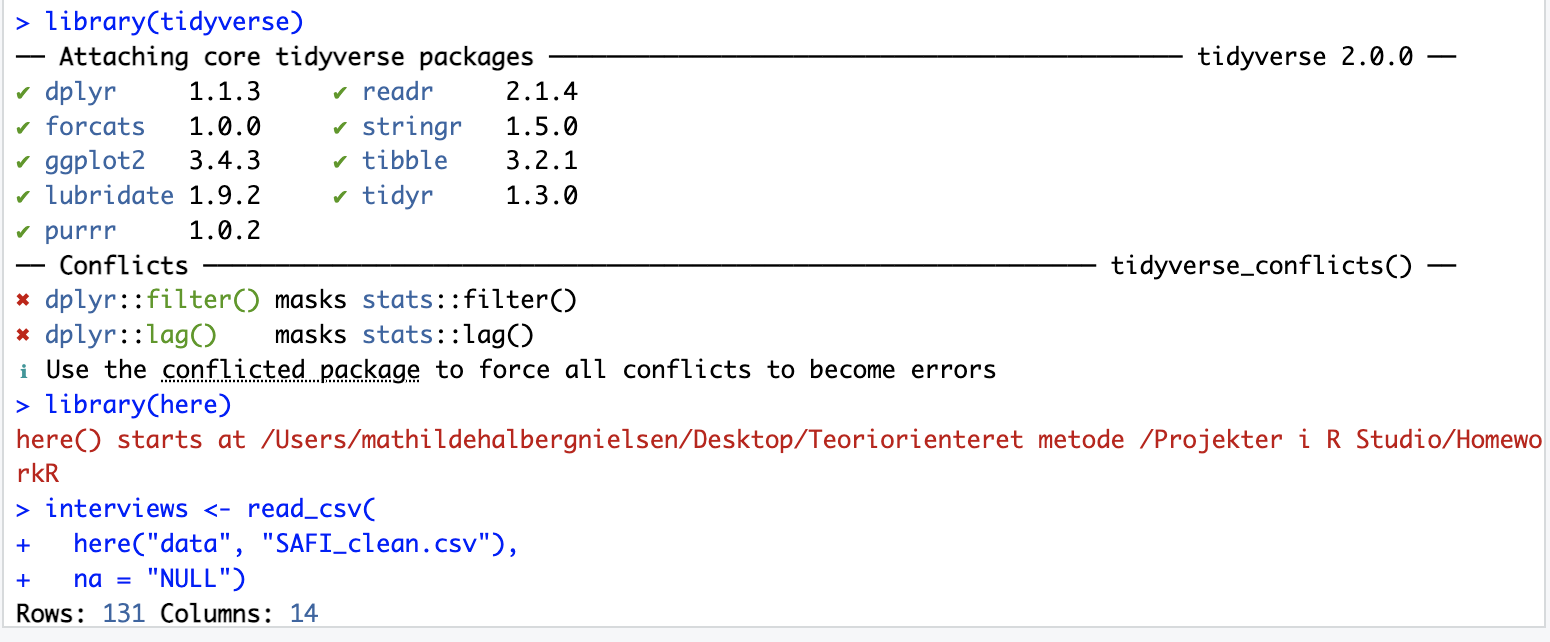 > library(tidyverse)
── Attaching core tidyverse packages ──────────────────────────────────────────── tidyverse 2.0.0 ──
✔ dplyr     1.1.3     ✔ readr     2.1.4
✔ forcats   1.0.0     ✔ stringr   1.5.0
✔ ggplot2   3.4.3     ✔ tibble    3.2.1
✔ lubridate 1.9.2     ✔ tidyr     1.3.0
✔ purrr     1.0.2
── Conflicts ────────────────────────────────────────────────────────────── tidyverse_conflicts() ──
✖ dplyr::filter() masks stats::filter()
✖ dplyr::lag()    masks stats::lag()
ℹ Use the conflicted package to force all conflicts to become errors
> library(here)
here() starts at /Users/mathildehalbergnielsen/Desktop/Teoriorienteret metode /Projekter i R Studio/Homewo
rkR
> interviews <- read_csv(
+   here("data", "SAFI_clean.csv"),
+   na = "NULL")
Rows: 131 Columns: 14